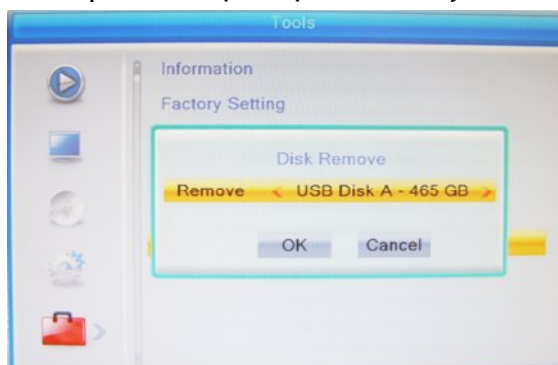 Tools
Information
Factory Setting
Disk Remove
Remove USB Disk A - 465 GB
OK Cancel